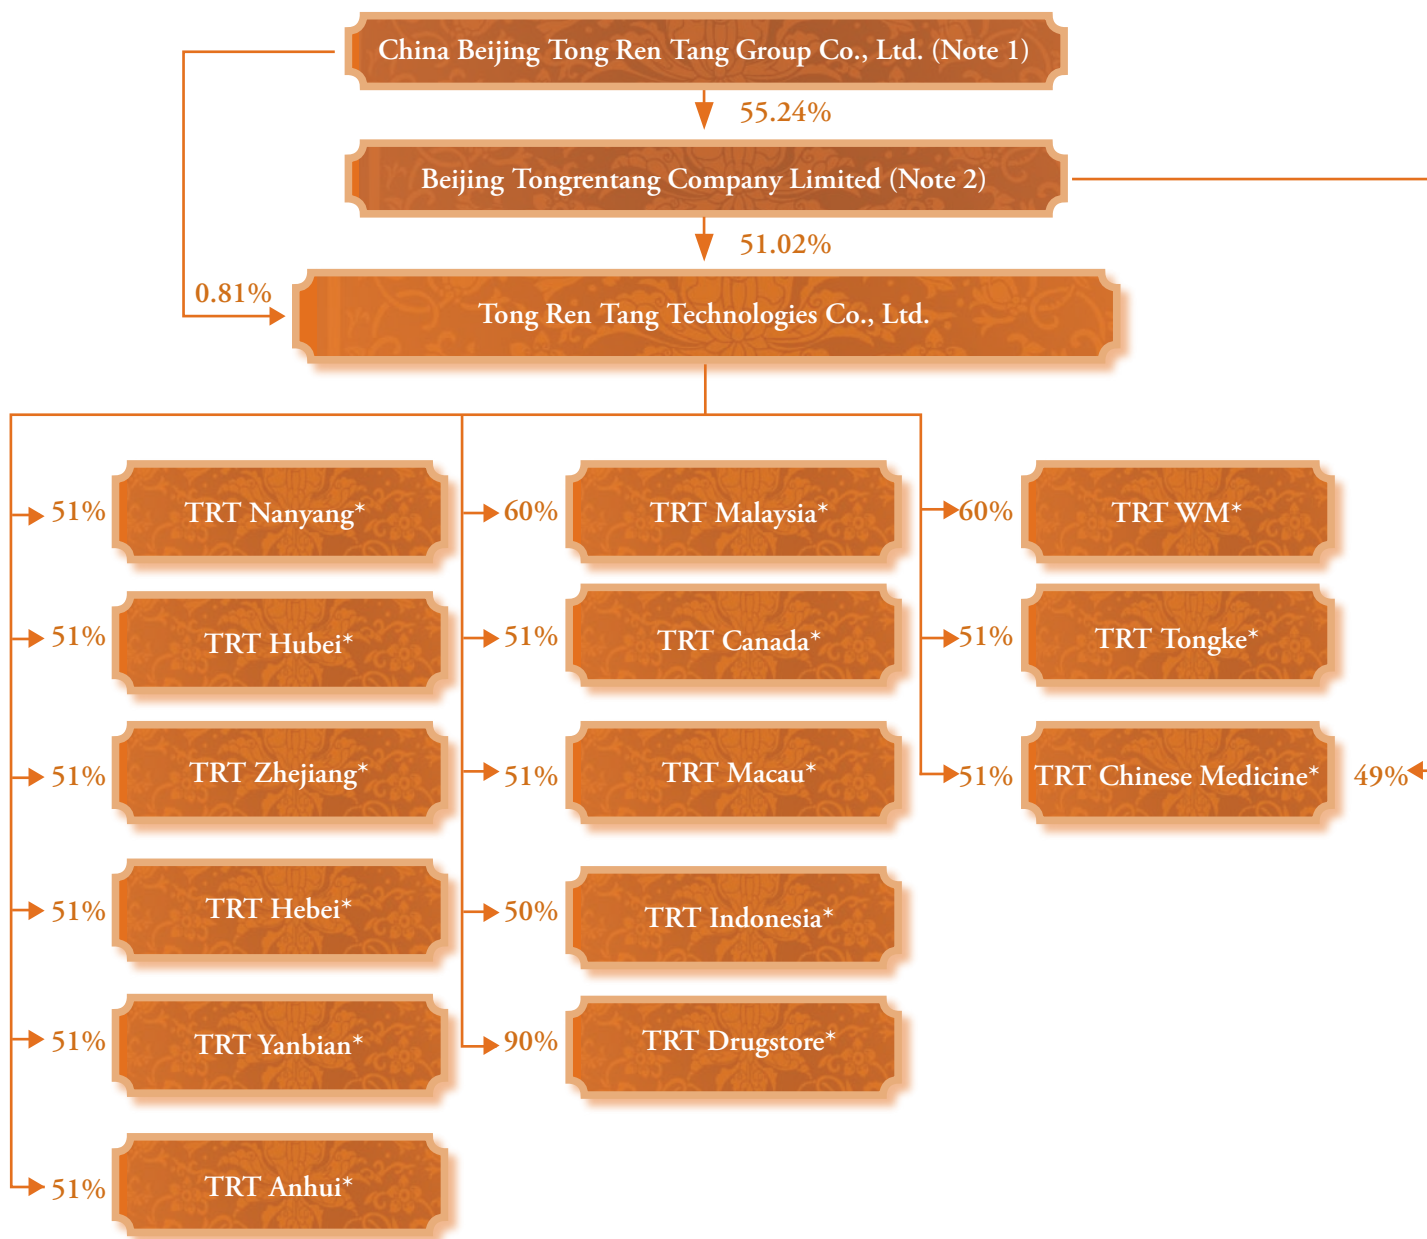 China Beijing Tong Ren Tang Group Co., Ltd. (Note 1)
55.24%
Beijing Tongrentang Company Limited (Note 2)
51.02%
0.81%
Tong Ren Tang Technologies Co., Ltd.
51%
TRT Nanyang*
60%
TRT Malaysia*
60%
TRT WM*
51%
TRT Hubei*
51%
TRT Canada*
51%
TRT Tongke*
51%
TRT Zhejiang*
51%
TRT Macau*
51%
TRT Chinese Medicine*
49%
51%
TRT Hebei*
50%
TRT Indonesia*
51%
TRT Yanbian*
90%
TRT Drugstore*
51%
TRT Anhui*